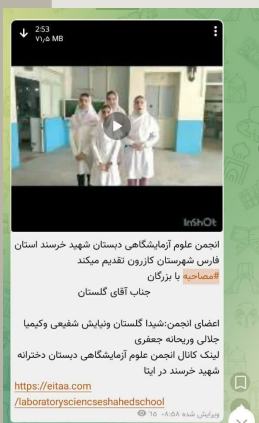 2:53
۷۱٫۵ MB
InShOt
انجمن علوم آزمایشگاهی دبستان شهید خرسند استان
فارس شهرستان کازرون تقدیم میکند
#مصاحبه با بزرگان
جناب آقای گلستان
اعضای انجمن:شیدا گلستان ونیایش شفیعی وکیمیا
جلالی وریحانه جعفری
لینک کانال انجمن علوم آزمایشگاهی دبستان دخترانه
شهید خرسند در ایتا
https://eitaa.com
/laboratorysciencseshahedschool
ویرایش شده ۰۸:۵۸
۱۵